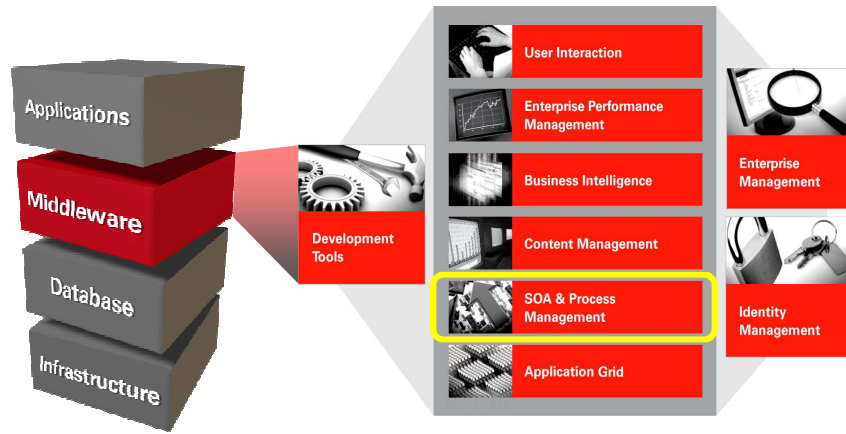 Applications
Middleware
Database
Infrastructure
Development
Tools
User Interaction
Enterprise Performance
Management
Business Intelligence
Content Management
SOA & Process
Management
Application Grid
Enterprise
Management
Identity
Management